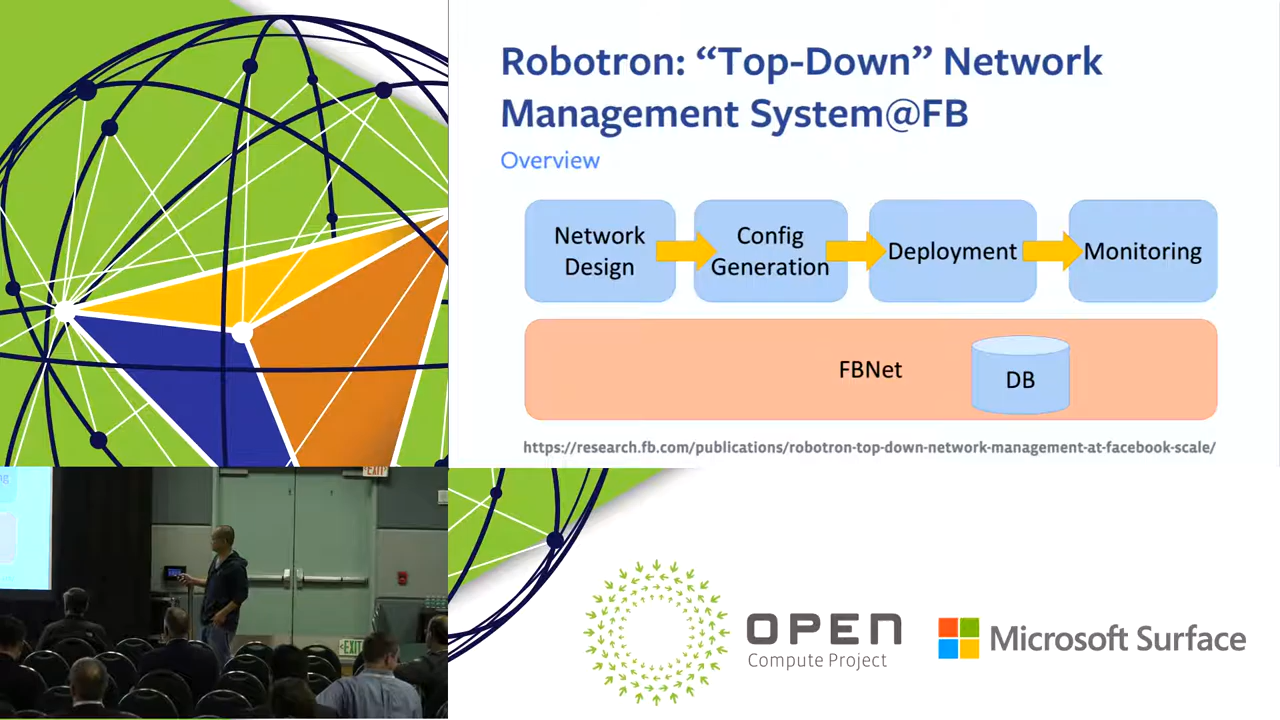 Robotron: “Top-Down” Network
Management System@FB
Overview
Network
Design
Config
Generation
Deployment
Monitoring
FBNet
DB
https://research.fb.com/publications/robotron-top-down-network-management-at-facebook-scale/
EXIT
EXIT
OPEN
Compute Project
Microsoft Surface